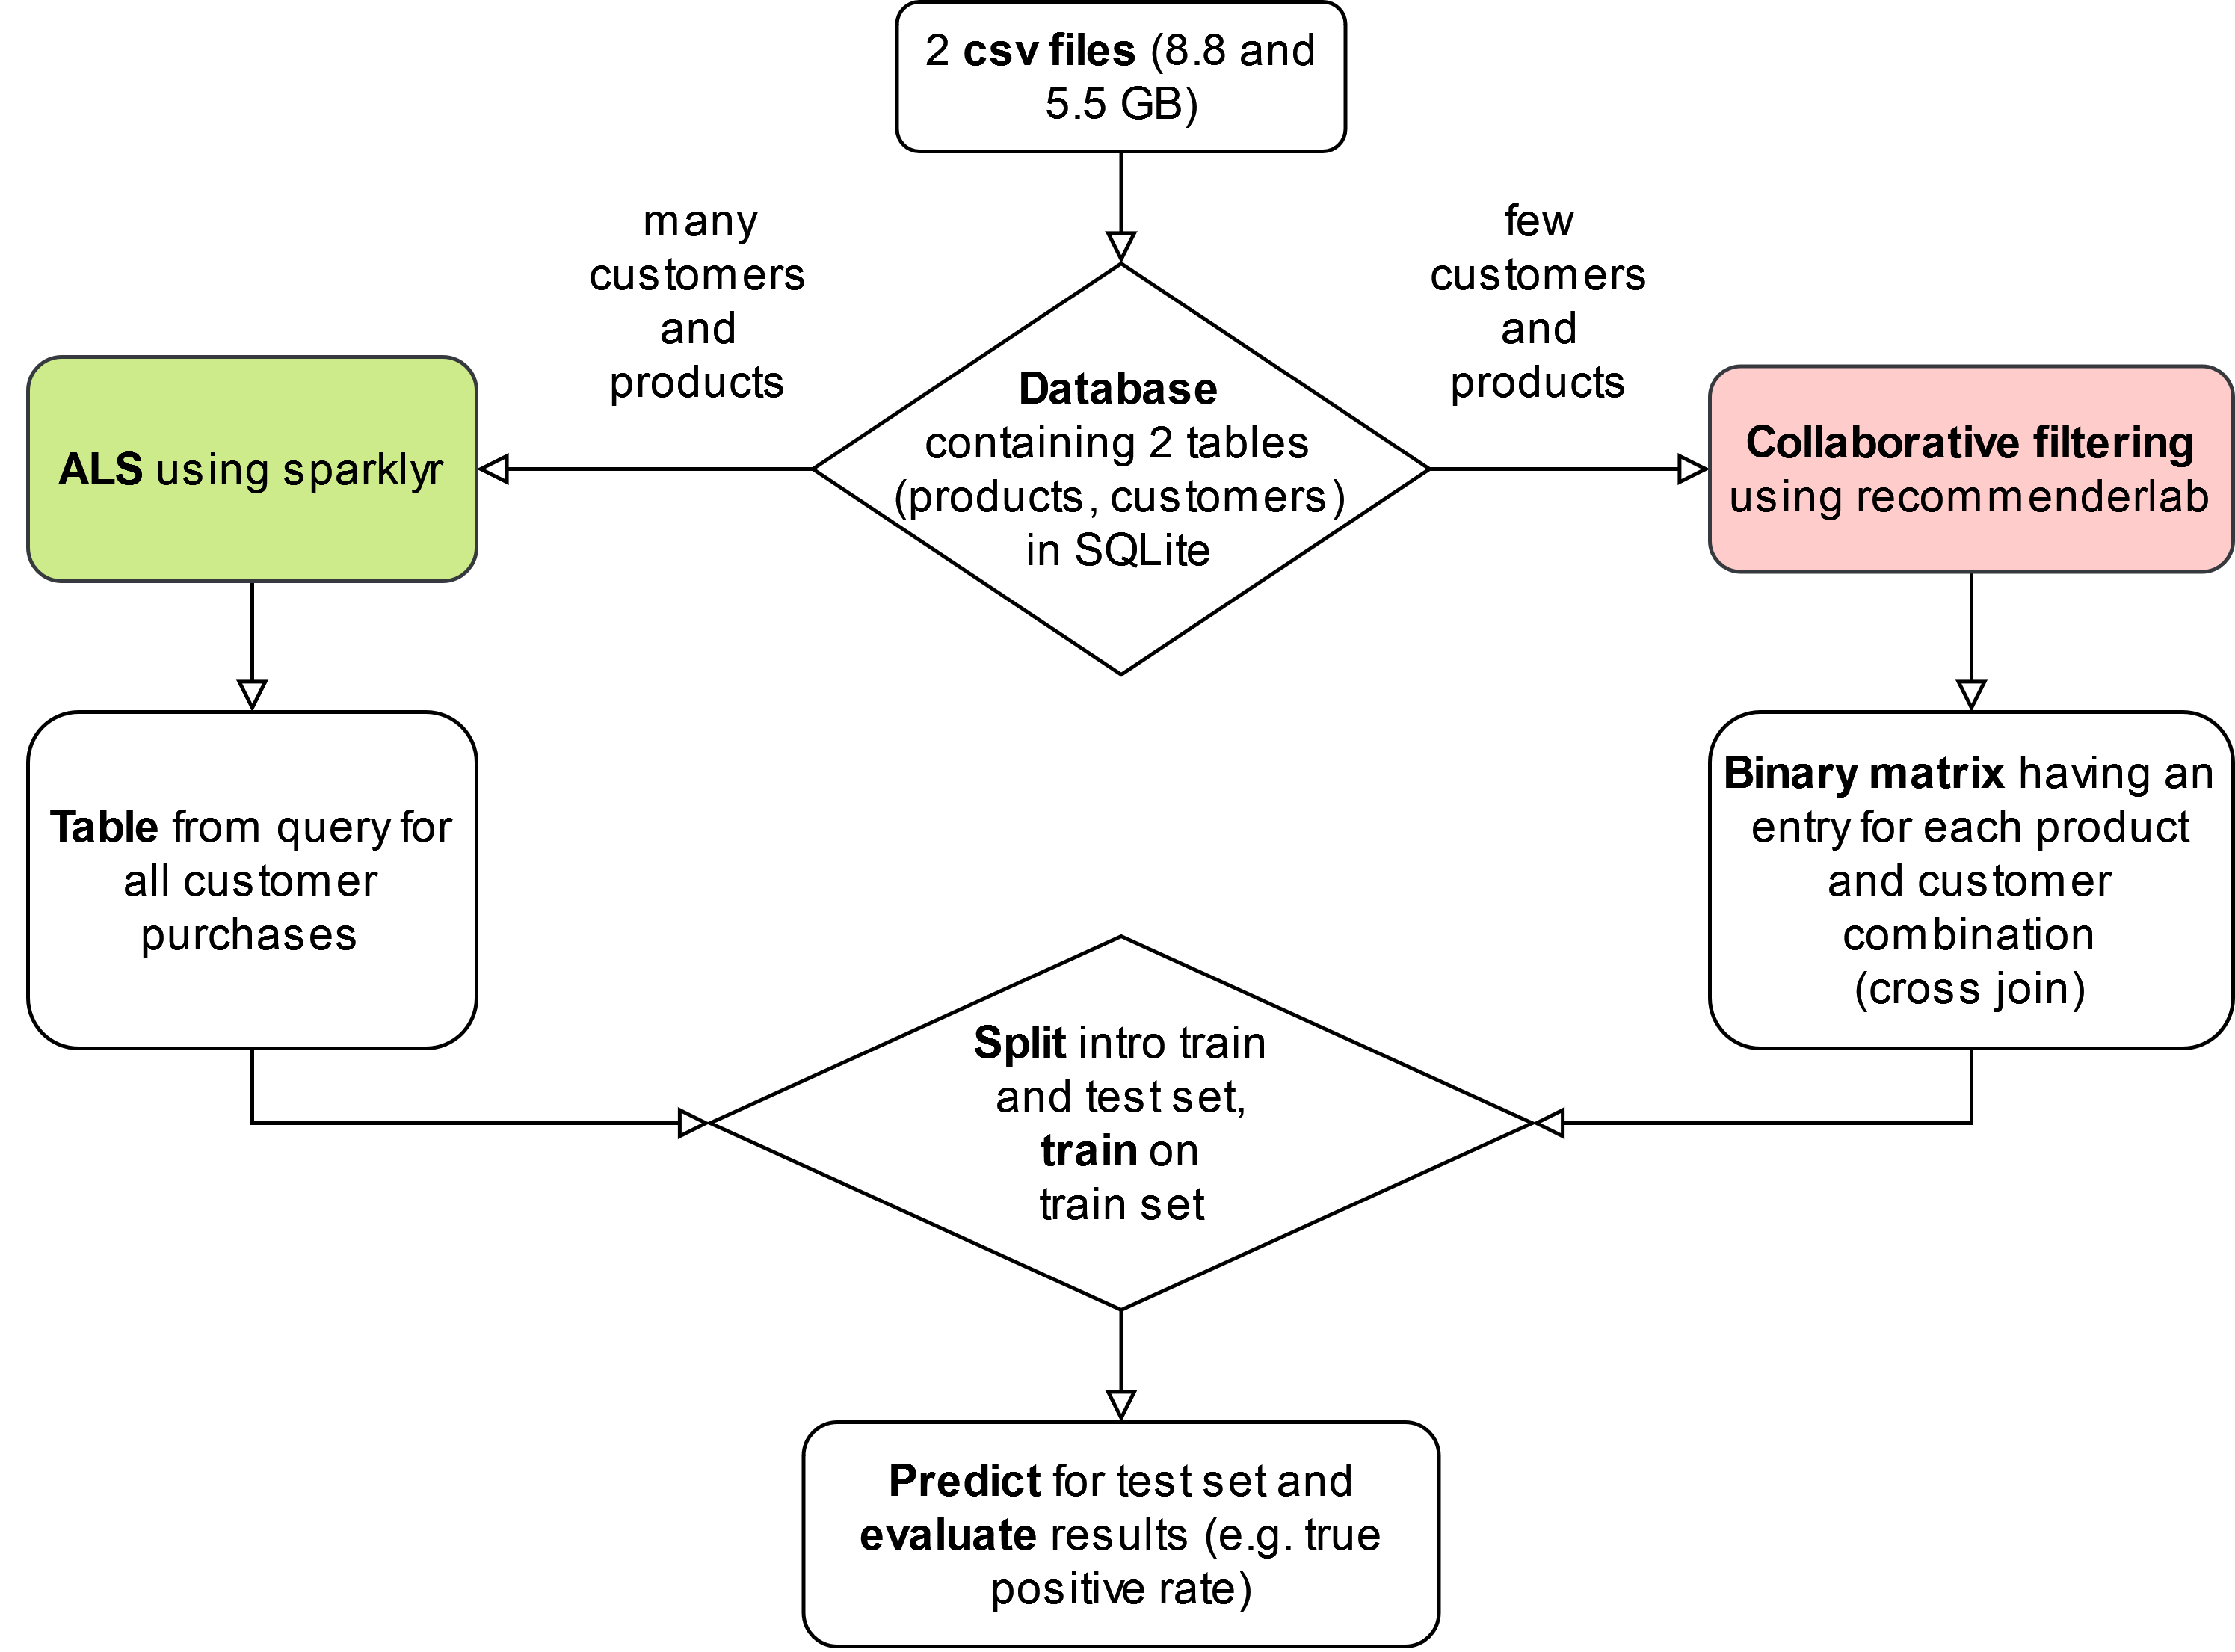 2 csv files (8.8 and
5.5 GB)
many
customers
and
products
few
customers
and
products
Database
containing 2 tables
(products, customers)
in SQLite
ALS using sparklyr
Collaborative filtering
using recommenderlab
Table from query for
all customer
purchases
Binary matrix having an
entry for each product
and customer
combination
(cross join)
Split intro train
and test set,
train on
train set
Predict for test set and
evaluate results (e.g. true
positive rate)